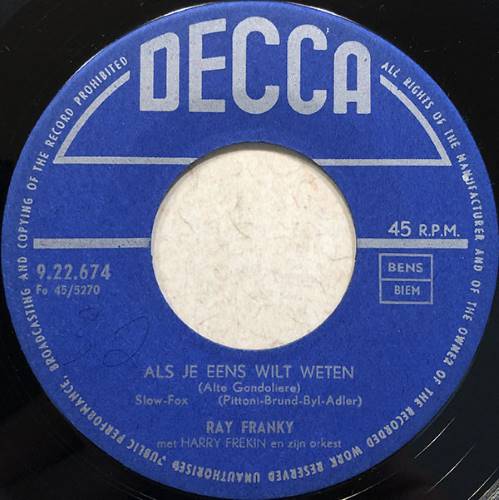 DECCA
ALL RIGHTS OF THE MANUFACTURER AND OF THE OWNER OF THE RECORDED WORK RESERVED UNAUTHORISED PUBLIC PERFORMANCE, BROADCASTING AND COPYING OF THE RECORD PROHIBITED
45 R.P.M.
9.22.674
Fo 45/5270
BENS
BIEM
ALS JE EENS WILT WETEN
(Alte Gondoliere)
Slow-Fox (Pittoni-Brund-Byl-Adler)
RAY FRANKY
met HARRY FREKIN en zijn orkest